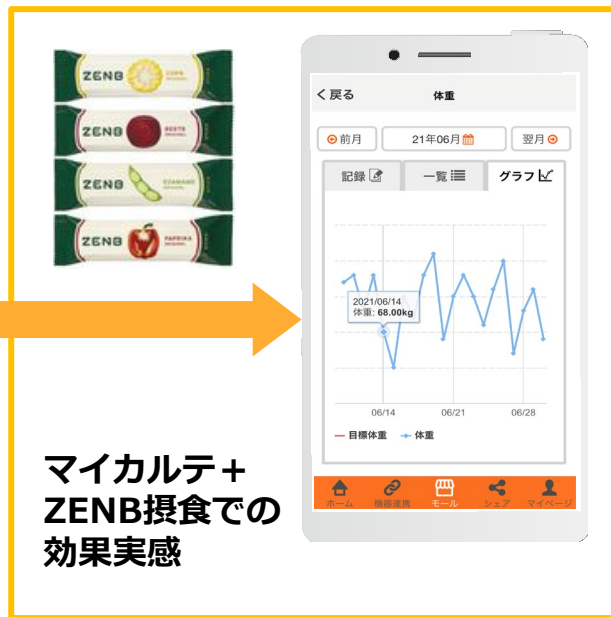 ZENB
CORN
ZENB
BEETS
ZENB
EDAMAME
ZENB
PAPRIKA
マイカルテ＋
ZENB摂食での
効果実感
戻る
体重
前月
21年06月
翌月
記録
一覧
グラフ
2021/06/14
体重: 68.00kg
06/14
06/21
06/28
目標体重
体重
ホーム
機器連携
モール
シェア
マイページ